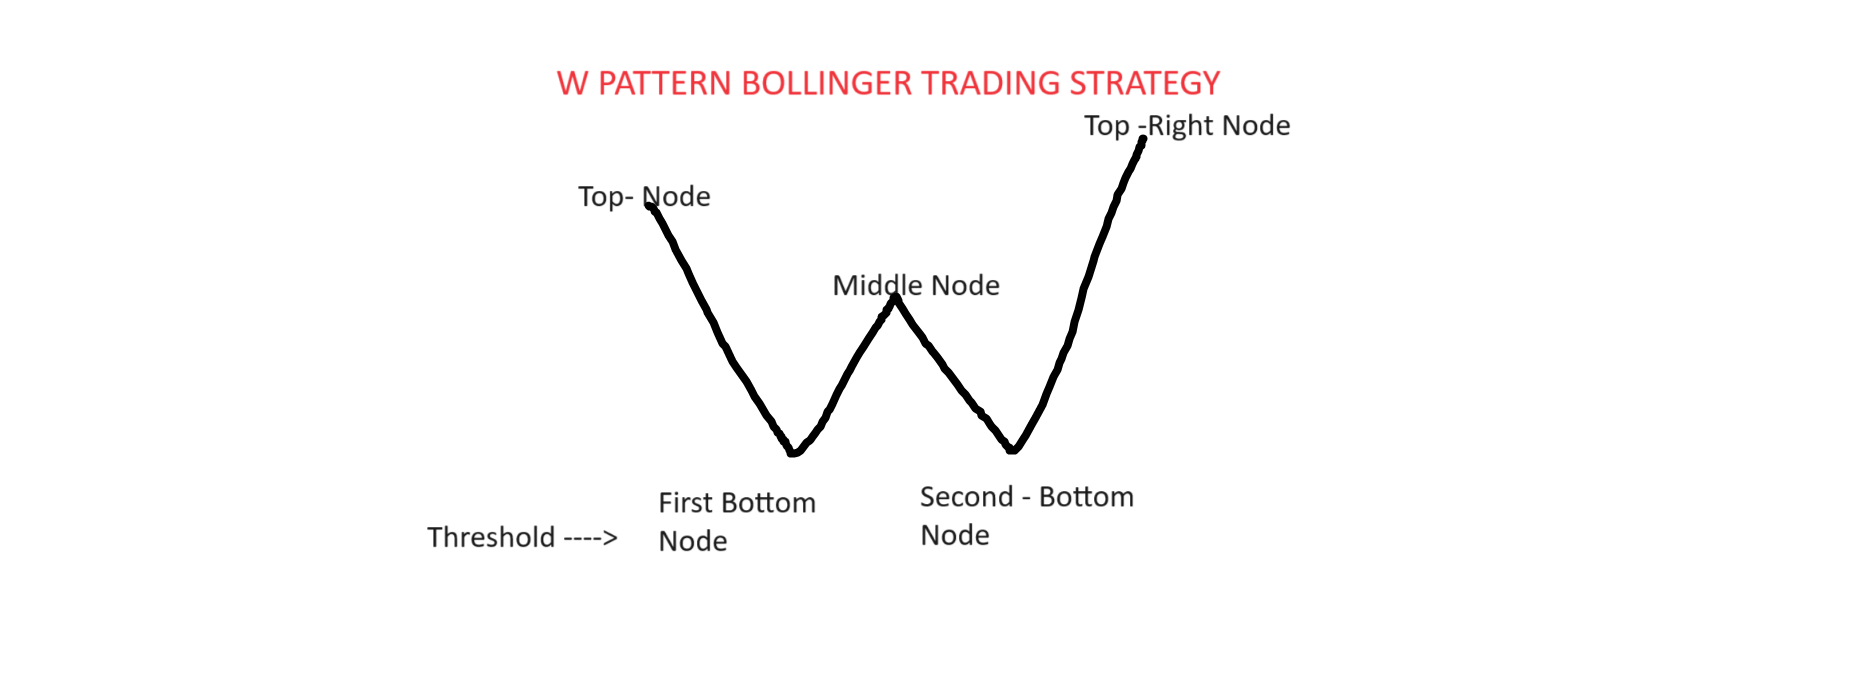 W PATTERN BOLLINGER TRADING STRATEGY
Top -Right Node
Top- Node
Middle Node
First Bottom
Node
Second - Bottom
Node
Threshold ---->